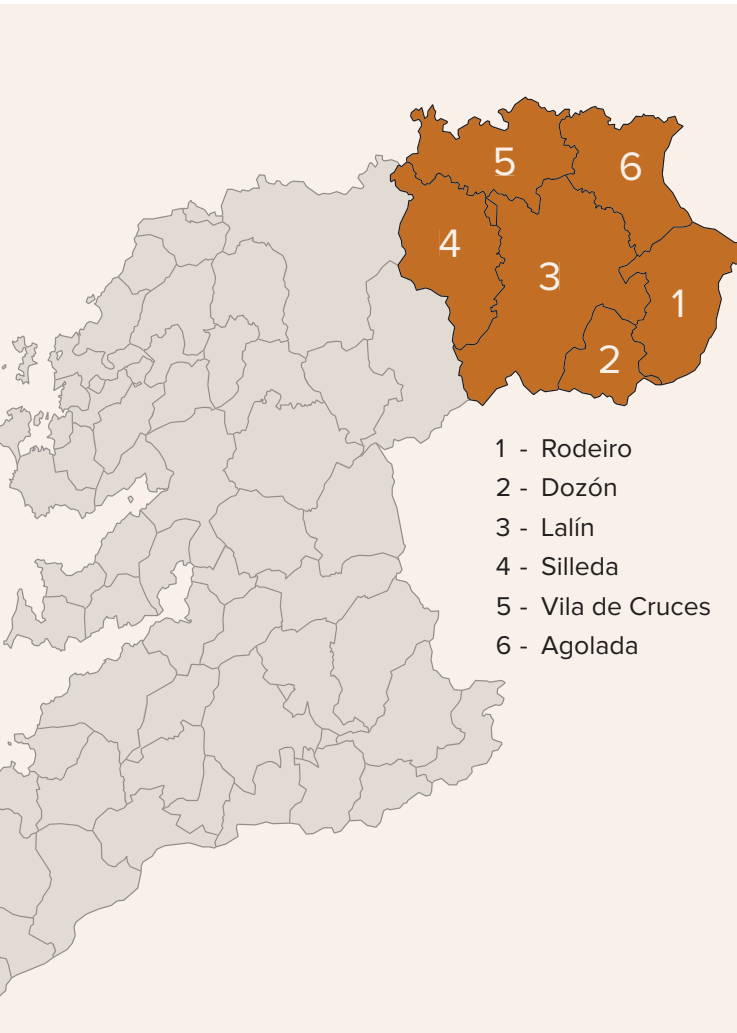 5
6
4
3
1
2
1 - Rodeiro
2 - Dozón
3 - Lalín
4 - Silleda
5 - Vila de Cruces
6 - Agolada